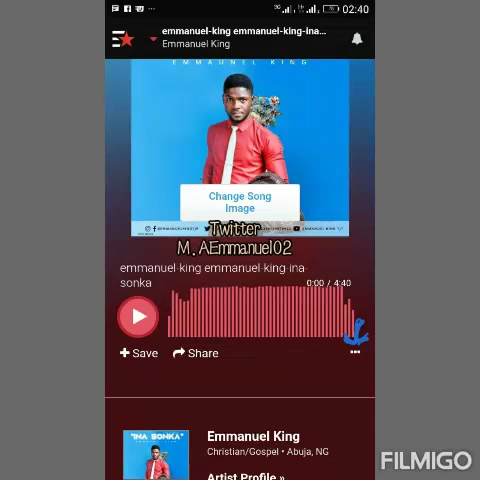 02:40
emmanuel-king emmanuel-king-ina...
Emmanuel King
EMMAUNEL KING
Change Song
Image
Twitter
M.AEmmanuel02
emmanuel-king emmanuel-king-ina
sonka
0:00 / 4:40
Save
Share
"INA SONKA"
Emmanuel King
Christian/Gospel • Abuja, NG
Artist Profile »
FILMIGO